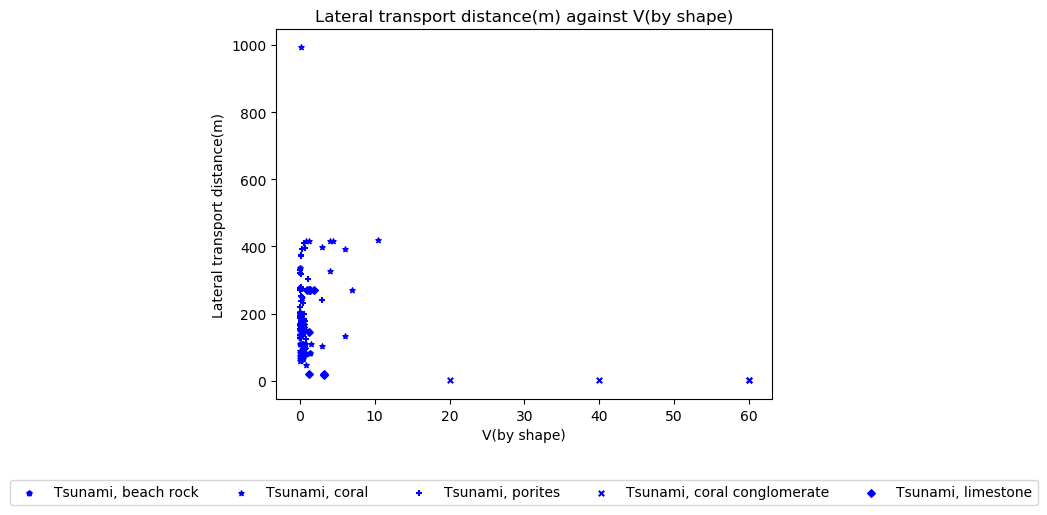 Lateral transport distance(m) against V(by shape)
1000
800
600
400
200
0
Lateral transport distance(m)
0 10 20 30 40 50 60
V(by shape)
Tsunami, beach rock Tsunami, coral Tsunami, porites Tsunami, coral conglomerate Tsunami, limestone